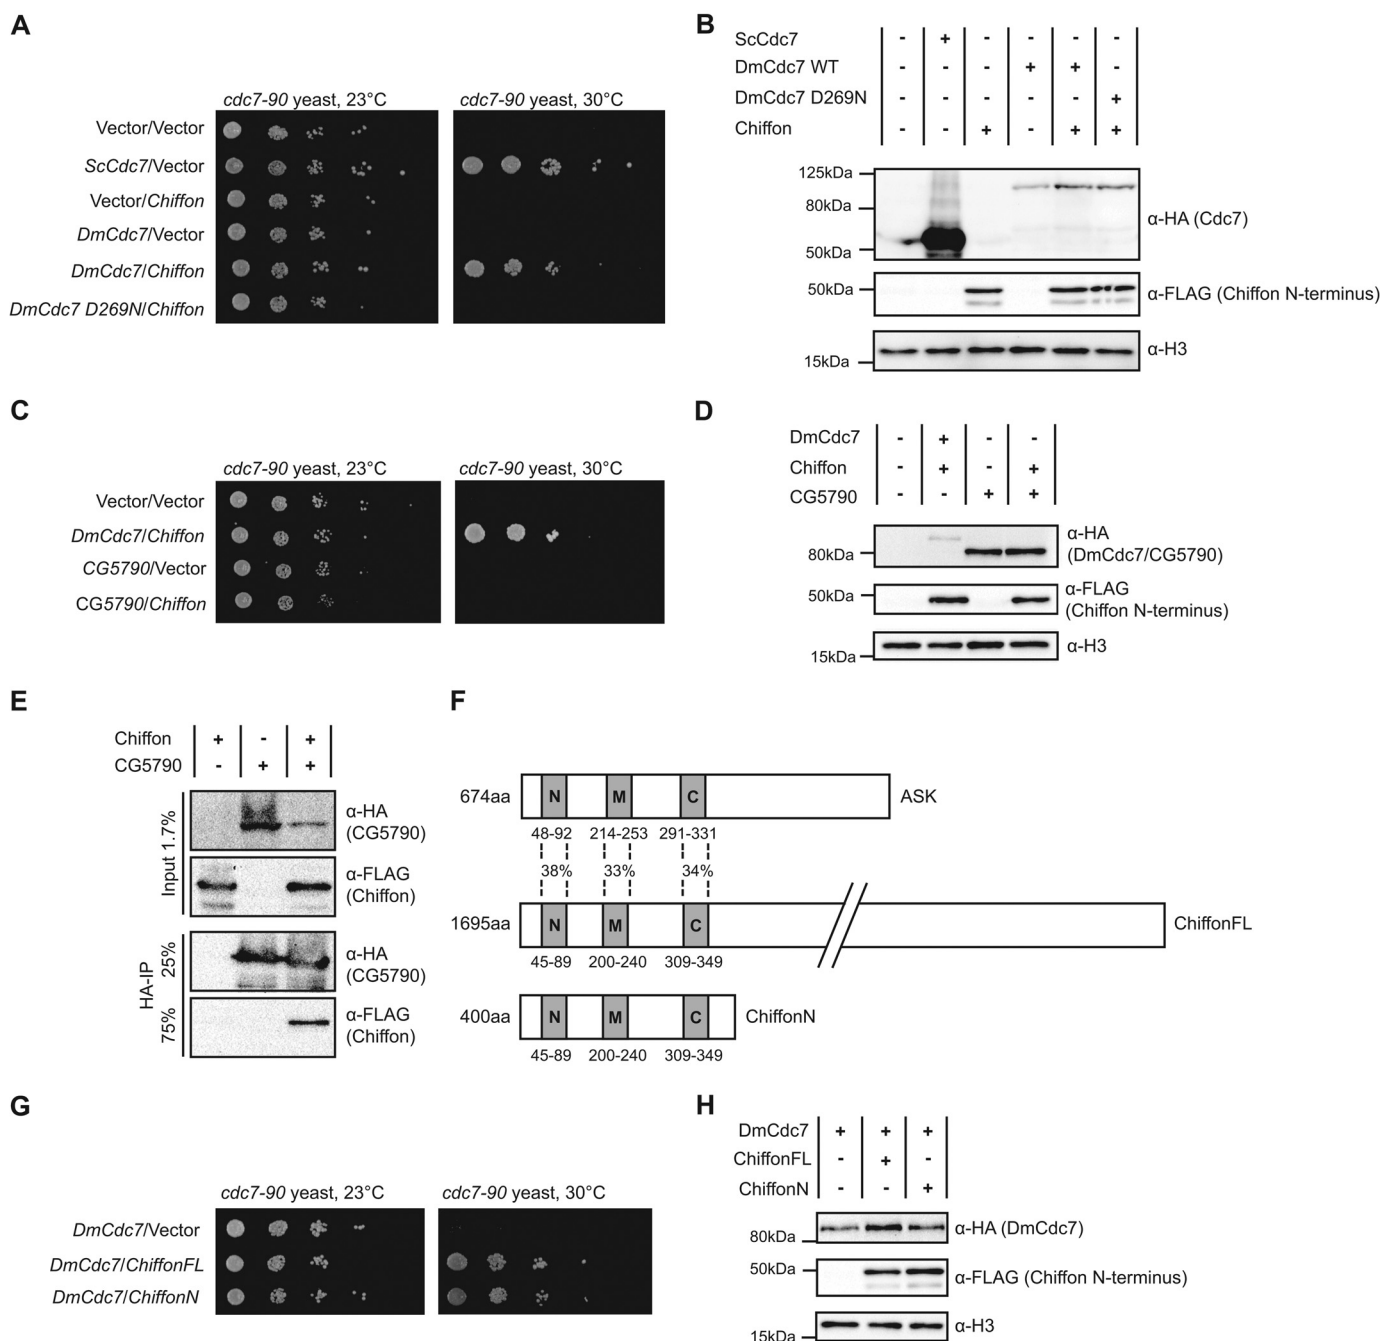 A
cdc7-90 yeast, 23°C
cdc7-90 yeast, 30°C
Vector/Vector
ScCdc7/Vector
Vector/Chiffon
DmCdc7/Vector
DmCdc7/Chiffon
DmCdc7 D269N/Chiffon
B
ScCdc7 - + - - - -
DmCdc7 WT - - - + + -
DmCdc7 D269N - - - - - +
Chiffon - - + - + +
125kDa
80kDa
50kDa
α-HA (Cdc7)
50kDa
α-FLAG (Chiffon N-terminus)
15kDa
α-H3
C
cdc7-90 yeast, 23°C
cdc7-90 yeast, 30°C
Vector/Vector
DmCdc7/Chiffon
CG5790/Vector
CG5790/Chiffon
D
DmCdc7 - + - -
Chiffon - + - +
CG5790 - - + +
80kDa
α-HA
(DmCdc7/CG5790)
50kDa
α-FLAG
(Chiffon N-terminus)
15kDa
α-H3
E
Chiffon + - +
CG5790 - + +
Input 1.7%
α-HA
(CG5790)
α-FLAG
(Chiffon)
HA-IP
25%
α-HA
(CG5790)
75%
α-FLAG
(Chiffon)
F
674aa N M C ASK
48-92 214-253 291-331
38% 33% 34%
1695aa N M C ChiffonFL
45-89 200-240 309-349
400aa N M C ChiffonN
45-89 200-240 309-349
G
cdc7-90 yeast, 23°C
cdc7-90 yeast, 30°C
DmCdc7/Vector
DmCdc7/ChiffonFL
DmCdc7/ChiffonN
H
DmCdc7 + + +
ChiffonFL - + -
ChiffonN - - +
80kDa
α-HA (DmCdc7)
50kDa
α-FLAG (Chiffon N-terminus)
15kDa
α-H3